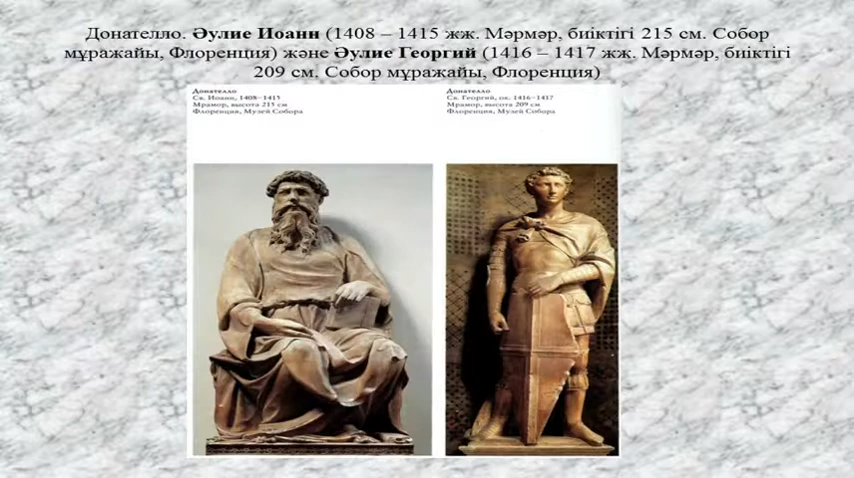 Донателло. Әулие Иоанн (1408 – 1415 жж. Мәрмәр, биіктігі 215 см. Собор
мұражайы, Флоренция) және Әулие Георгий (1416 – 1417 жж. Мәрмәр, биіктігі
209 см. Собор мұражайы, Флоренция)
Донателло
Св. Иоанн, 1408–1415
Мрамор, высота 215 см
Флоренция, Музей Собора
Донателло
Св. Георгий, ок. 1416–1417
Мрамор, высота 209 см
Флоренция, Музей Собора